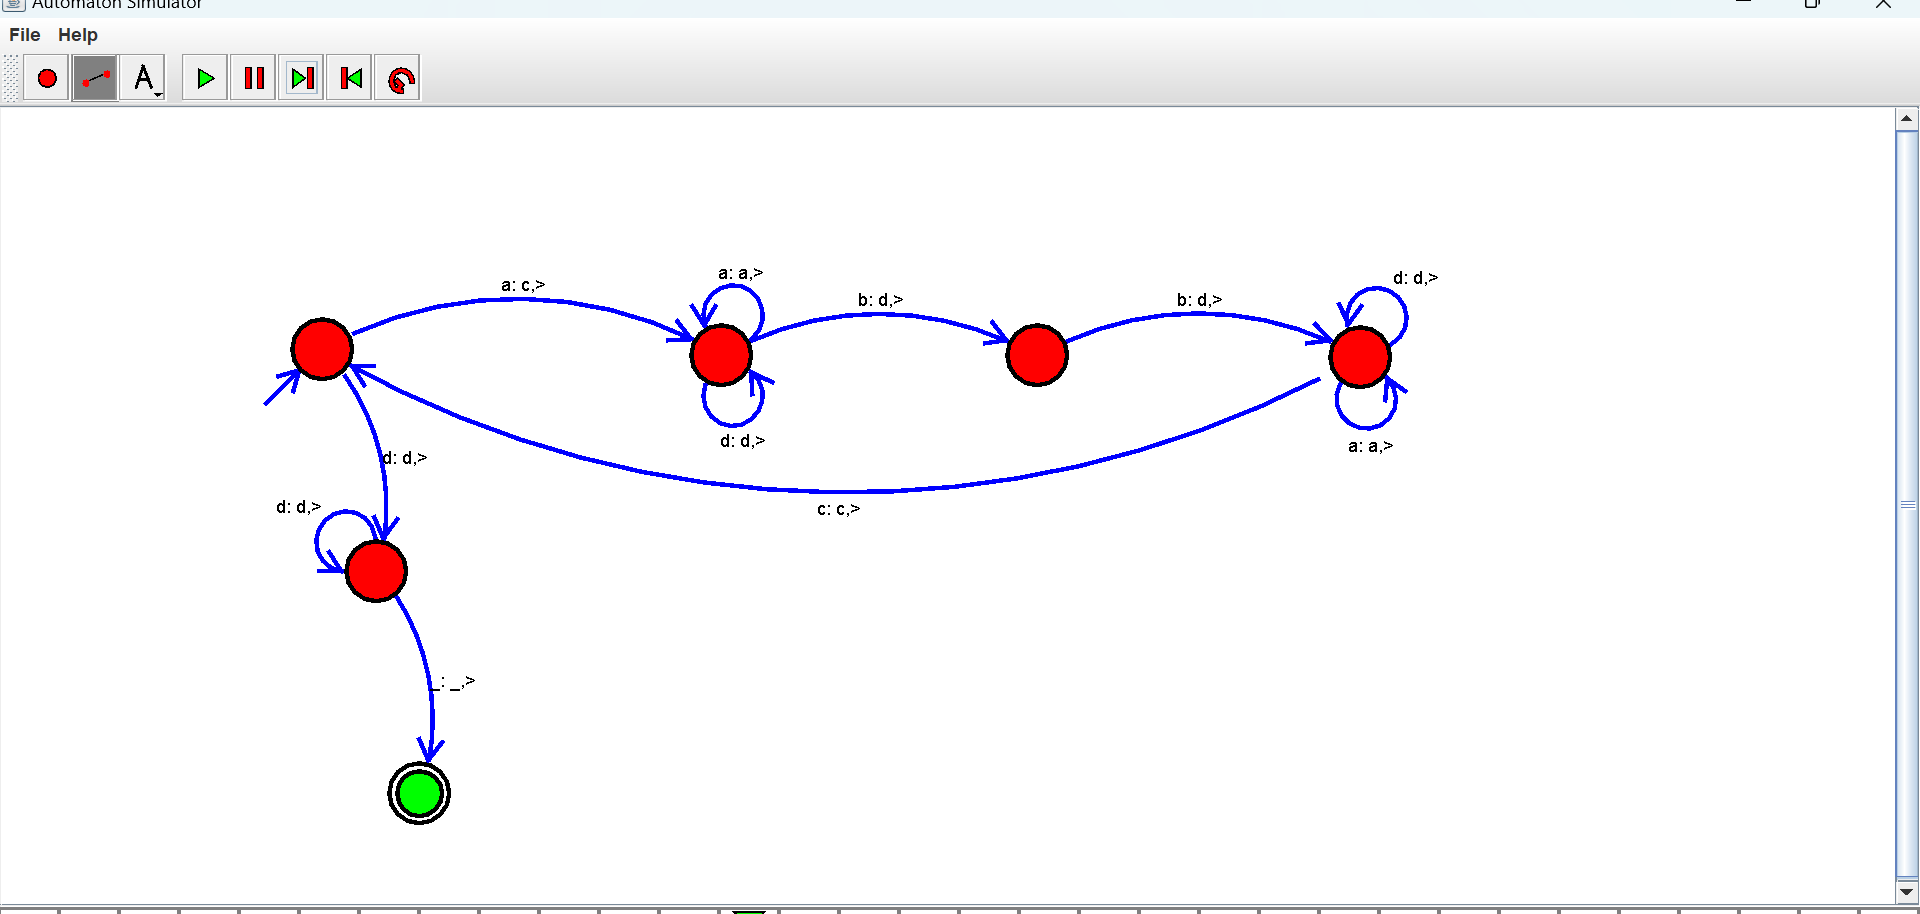 Automaton Simulator
File Help
A
a: a,>
d: d,>
a: c,>
b: d,>
b: d,>
d: d,>
a: a,>
d: d,>
d: d,>
c: c,>
_: _,>